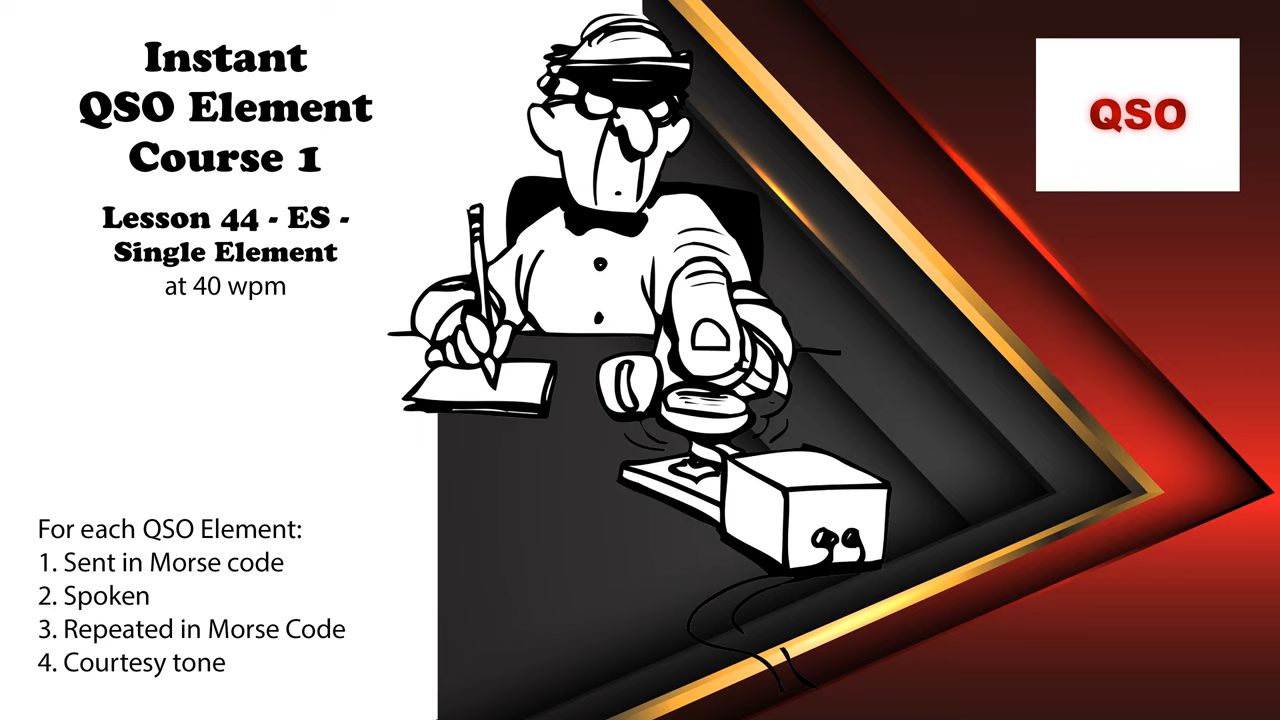 Instant
QSO Element
Course 1
Lesson 44 - ES -
Single Element
at 40 wpm
QSO
For each QSO Element:
1. Sent in Morse code
2. Spoken
3. Repeated in Morse Code
4. Courtesy tone